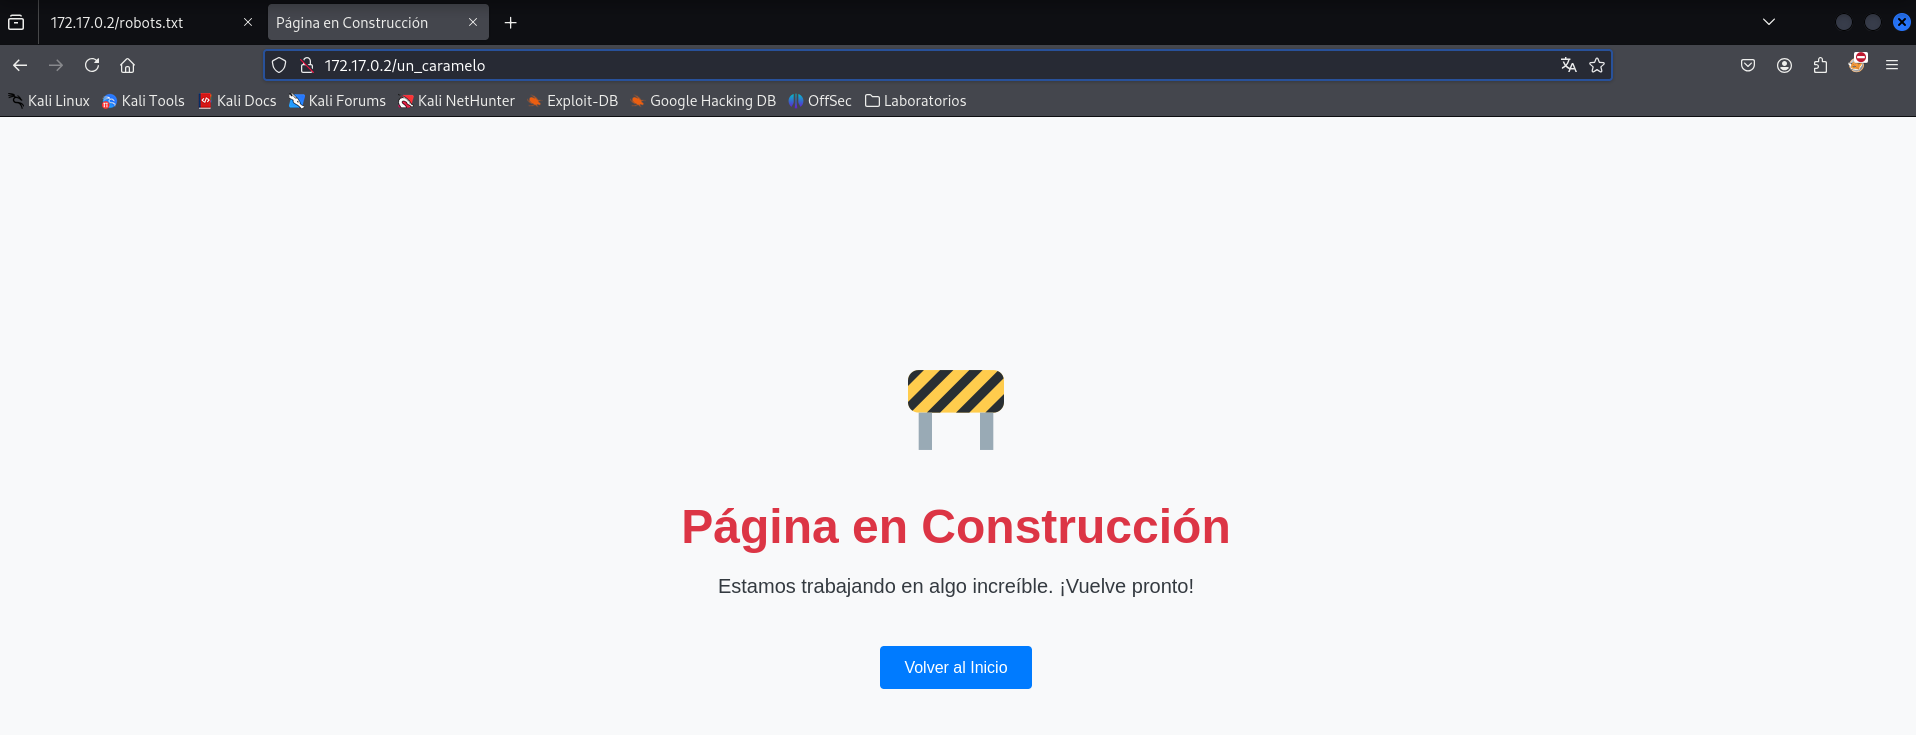 172.17.0.2/robots.txt
Página en Construcción
172.17.0.2/un_caramelo
Kali Linux
Kali Tools
Kali Docs
Kali Forums
Kali NetHunter
Exploit-DB
Google Hacking DB
OffSec
Laboratorios
Página en Construcción
Estamos trabajando en algo increíble. ¡Vuelve pronto!
Volver al Inicio